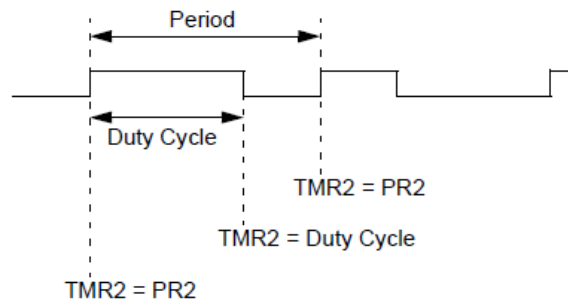 Period
Duty Cycle
TMR2 = PR2
TMR2 = Duty Cycle
TMR2 = PR2